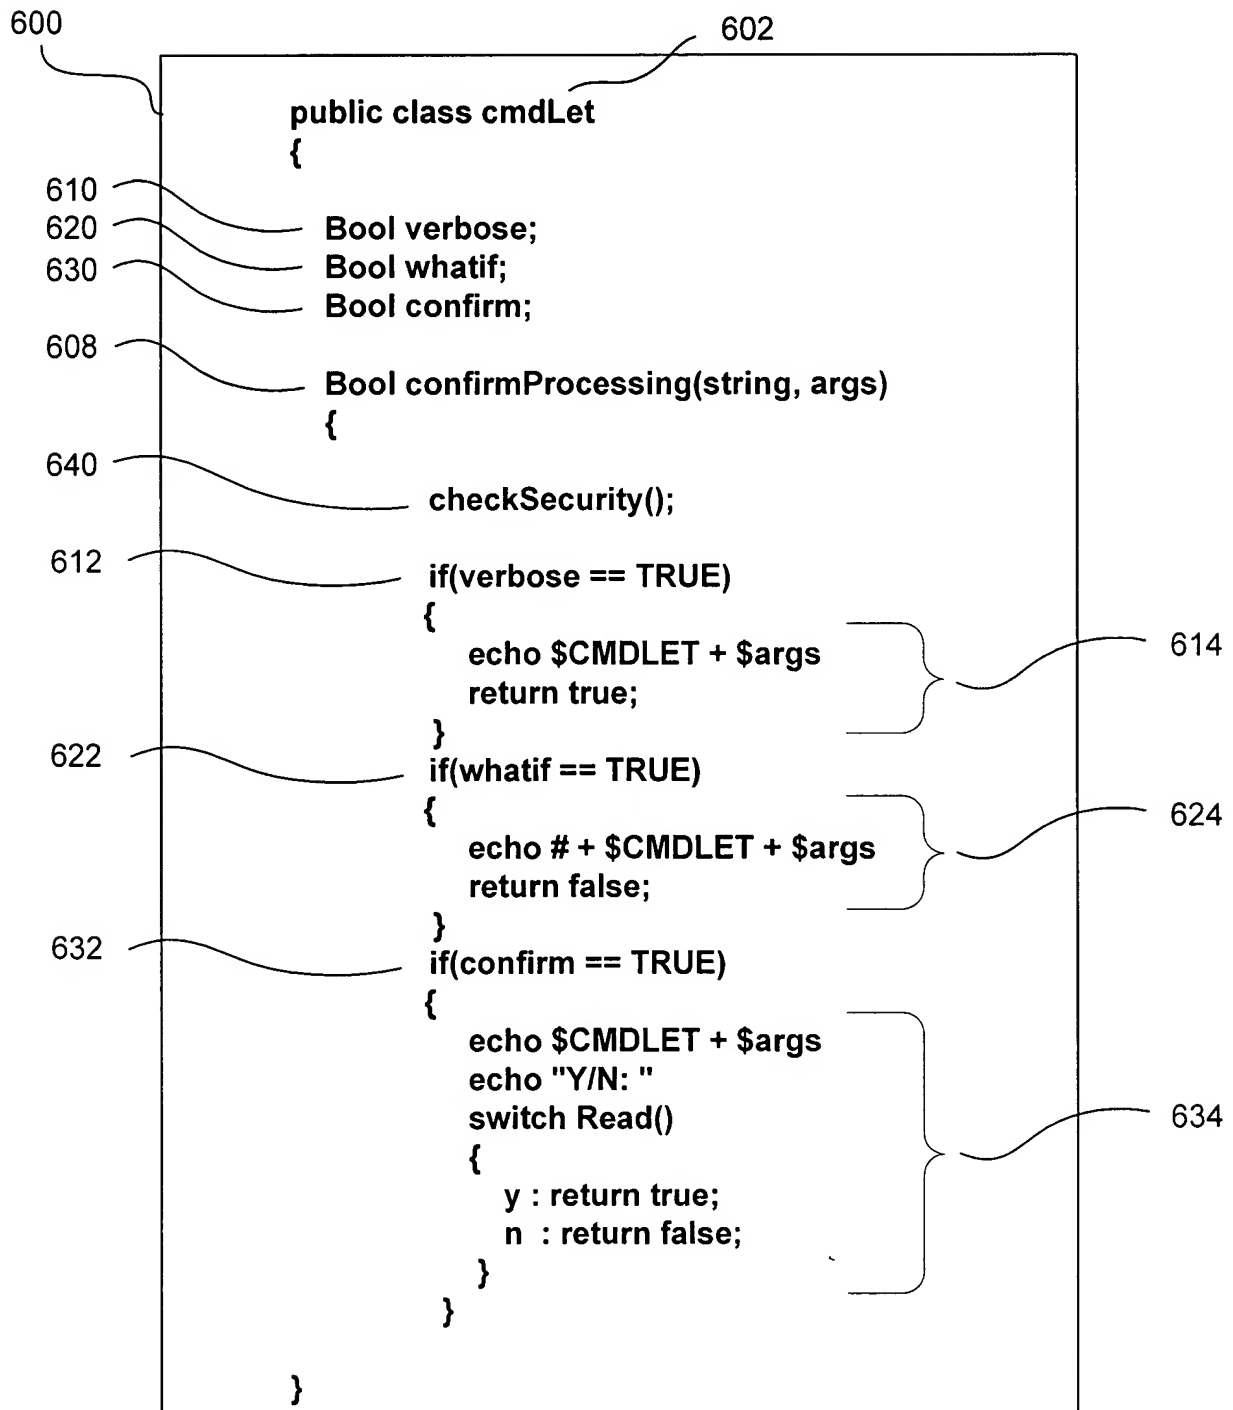 600
602
public class cmdLet
{
610
Bool verbose;
620
Bool whatif;
630
Bool confirm;
608
Bool confirmProcessing(string, args)
{
640
checkSecurity();
612
if(verbose == TRUE)
{
echo $CMDLET + $args
614
return true;
}
622
if(whatif == TRUE)
{
624
echo # + $CMDLET + $args
return false;
}
632
if(confirm == TRUE)
{
echo $CMDLET + $args
echo "Y/N: "
switch Read()
634
{
y : return true;
n : return false;
}
}
}